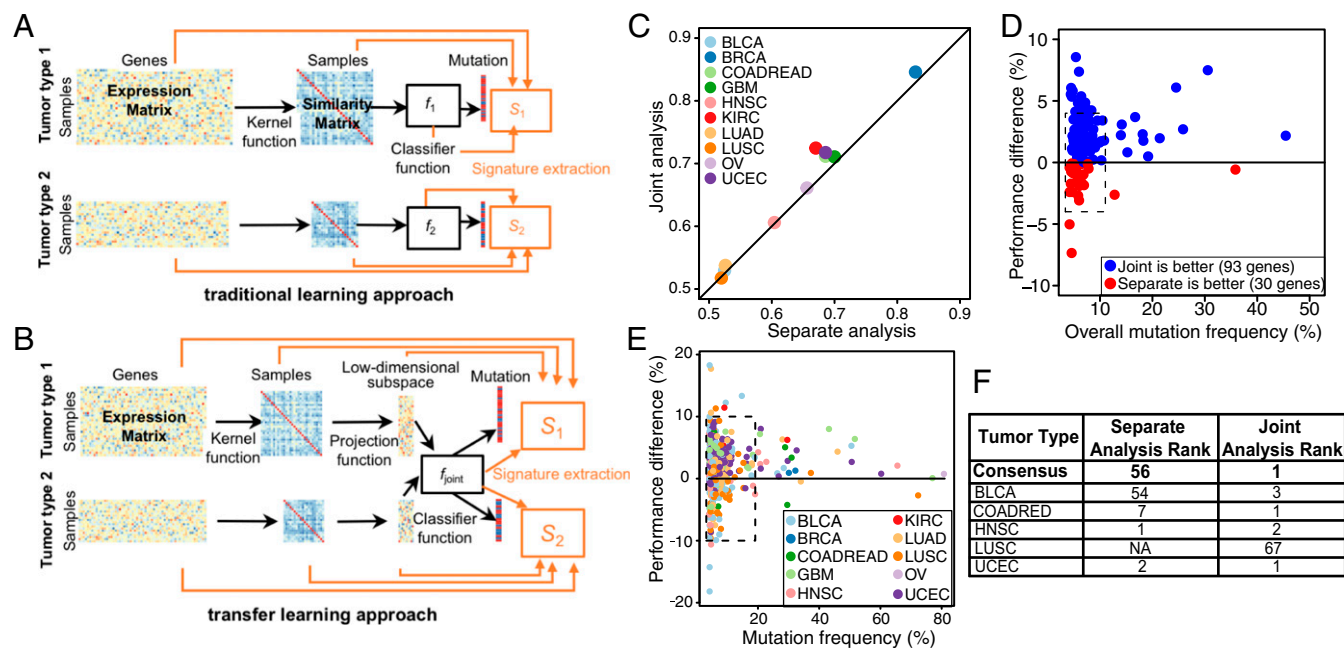 A
Tumor type 1
Samples
Genes
Expression
Matrix
Kernel
function
Samples
Similarity
Matrix
f1
Classifier
function
Mutation
S1
Signature extraction
Tumor type 2
Samples
f2
S2
traditional learning approach
B
Tumor type 1
Samples
Genes
Expression
Matrix
Kernel
function
Samples
Projection
function
Low-dimensional
subspace
Mutation
S1
fjoint
Signature extraction
Tumor type 2
Samples
Classifier
function
S2
transfer learning approach
C
Joint analysis
0.9
0.8
0.7
0.6
0.5
BLCA
BRCA
COADREAD
GBM
HNSC
KIRC
LUAD
LUSC
OV
UCEC
0.5 0.6 0.7 0.8 0.9
Separate analysis
D
Performance difference (%)
10
5
0
−5
−10
Joint is better (93 genes)
Separate is better (30 genes)
10 20 30 40 50
Overall mutation frequency (%)
E
Performance difference (%)
20
10
0
-10
-20
BLCA
BRCA
COADREAD
GBM
HNSC
KIRC
LUAD
LUSC
OV
UCEC
0 20 40 60 80
Mutation frequency (%)
F
Tumor Type Separate Analysis Rank Joint Analysis Rank
Consensus 56 1
BLCA 54 3
COADRED 7 1
HNSC 1 2
LUSC NA 67
UCEC 2 1